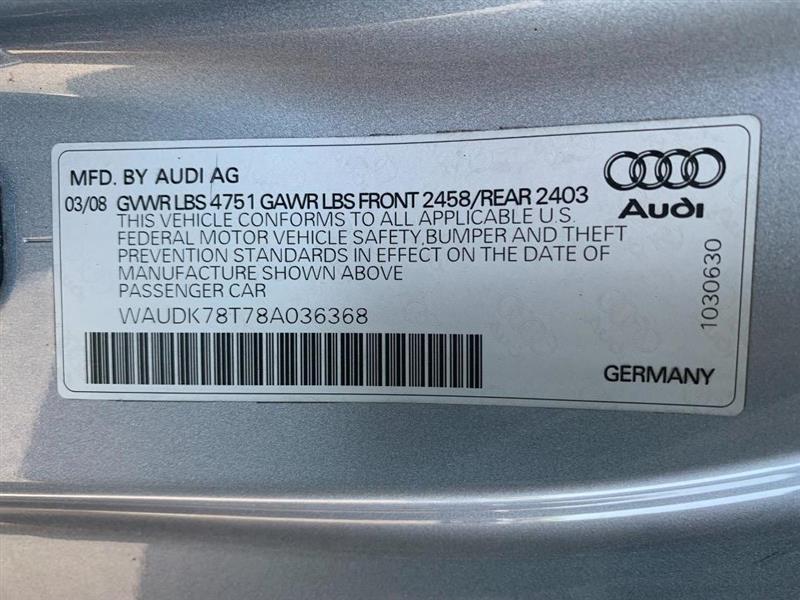 MFD. BY AUDI AG
03/08 GVWR LBS 4751 GAWR LBS FRONT 2458/REAR 2403
THIS VEHICLE CONFORMS TO ALL APPLICABLE U.S.
FEDERAL MOTOR VEHICLE SAFETY,BUMPER AND THEFT
PREVENTION STANDARDS IN EFFECT ON THE DATE OF
MANUFACTURE SHOWN ABOVE
PASSENGER CAR
WAUDK78T78A036368
Audi
1030630
GERMANY